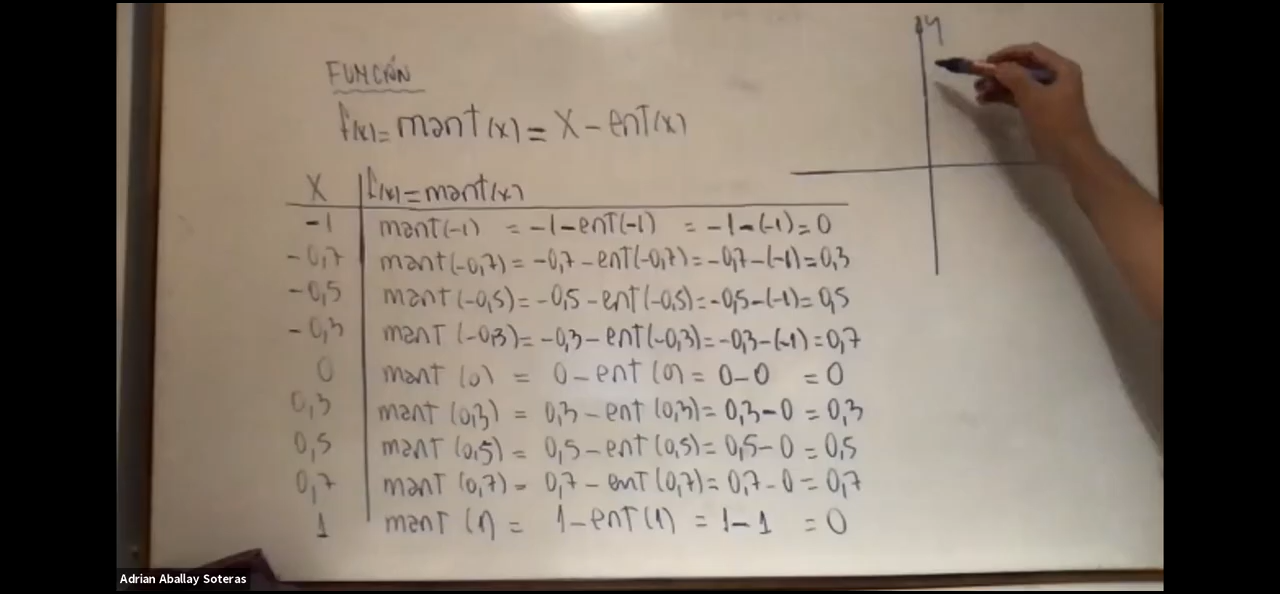 y
FUNCIÓN
f(x)= mant(x) = x - ent(x)
x f(x)=mant(x)
-1 mant(-1) = -1-ent(-1) = -1-(-1)=0
-0,7 mant(-0,7)= -0,7-ent(-0,7)=-0,7-(-1)=0,3
-0,5 mant(-0,5)= -0,5-ent(-0,5)=-0,5-(-1)=0,5
-0,3 mant(-0,3)= -0,3-ent(-0,3)=-0,3-(-1)=0,7
0 mant(0) = 0-ent(0)= 0-0 =0
0,3 mant(0,3) = 0,3-ent(0,3)= 0,3-0 =0,3
0,5 mant(0,5) = 0,5-ent(0,5)= 0,5-0 =0,5
0,7 mant(0,7)= 0,7-ent(0,7)=0,7-0=0,7
1 mant(1) = 1-ent(1) = 1-1 =0
Adrian Aballay Soteras